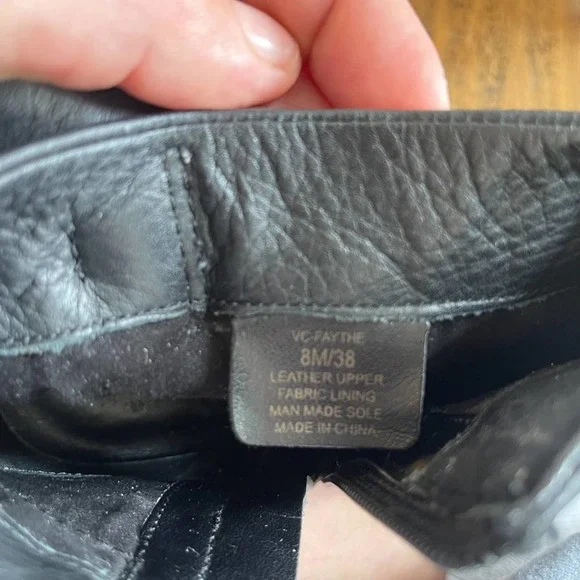 VC-FAYTHE
8M/38
LEATHER UPPER
FABRIC LINING
MAN MADE SOLE
MADE IN CHINA